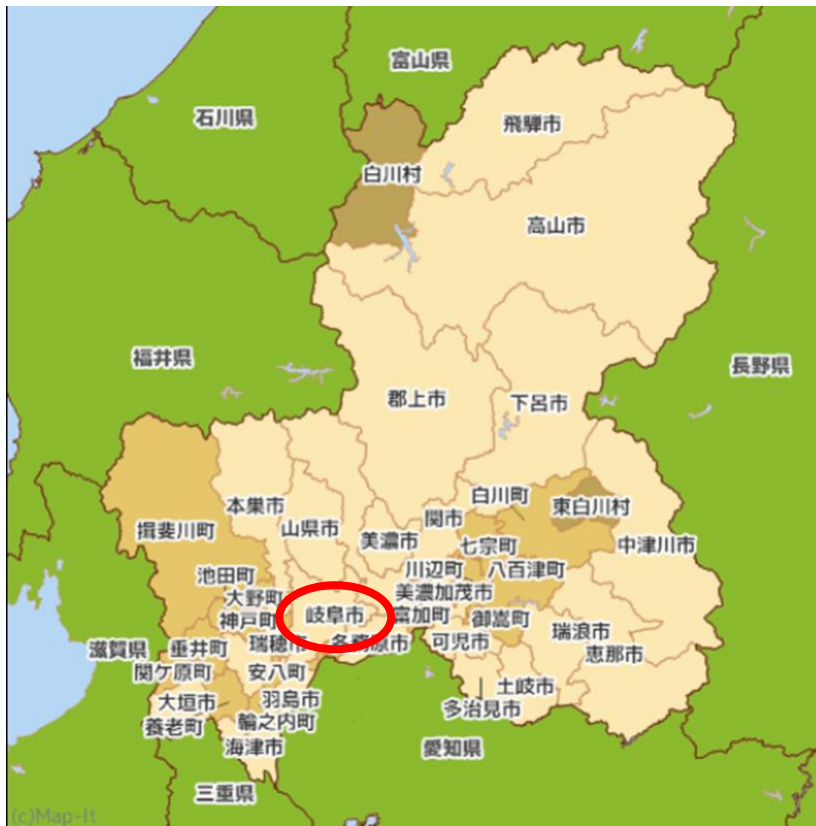 富山県
石川県
飛騨市
白川村
高山市
福井県
長野県
郡上市
下呂市
白川町
東白川村
本巣市
関市
揖斐川町
山県市
美濃市
七宗町
中津川市
川辺町
八百津町
池田町
美濃加茂市
大野町
岐阜市
富加町
神戸町
御嵩町
瑞浪市
滋賀県
垂井町
瑞穂市
各務原市
可児市
恵那市
関ケ原町
安八町
土岐市
大垣市
羽島市
多治見市
養老町
輪之内町
海津市
愛知県
三重県
(c)Map-It